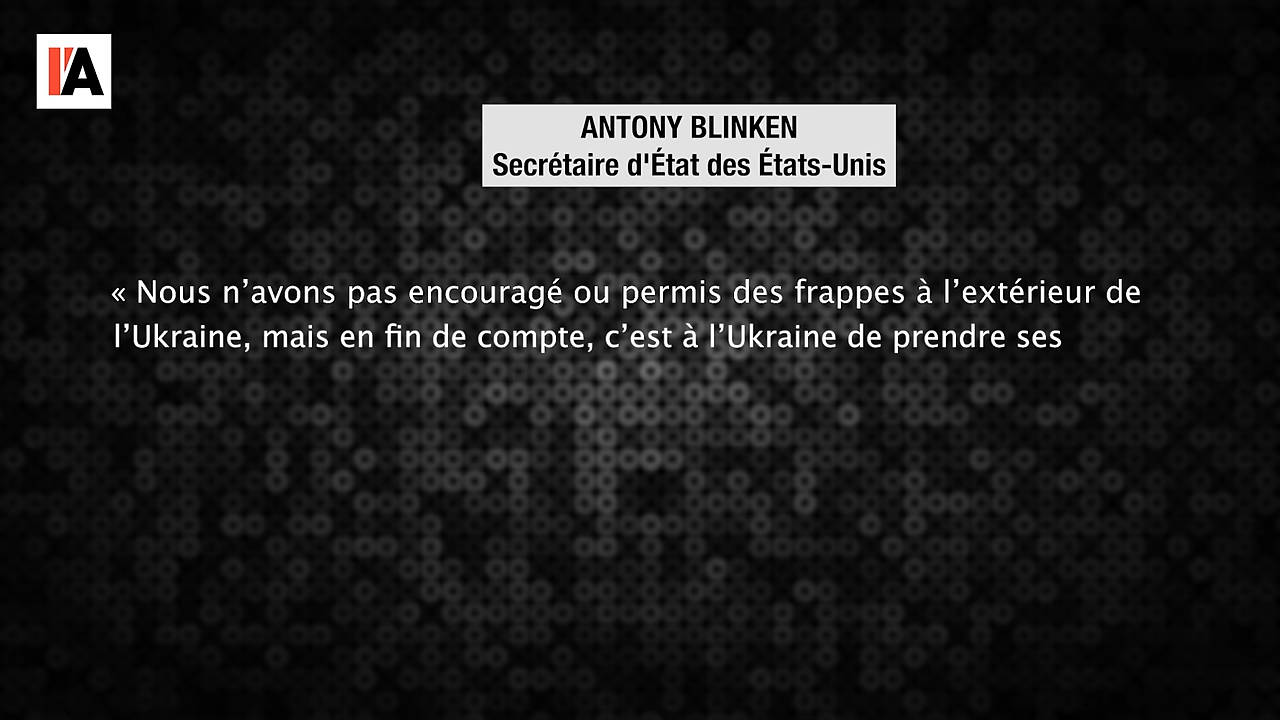 l'A
ANTONY BLINKEN
Secrétaire d'État des États-Unis
« Nous n’avons pas encouragé ou permis des frappes à l’extérieur de
l’Ukraine, mais en fin de compte, c’est à l’Ukraine de prendre ses